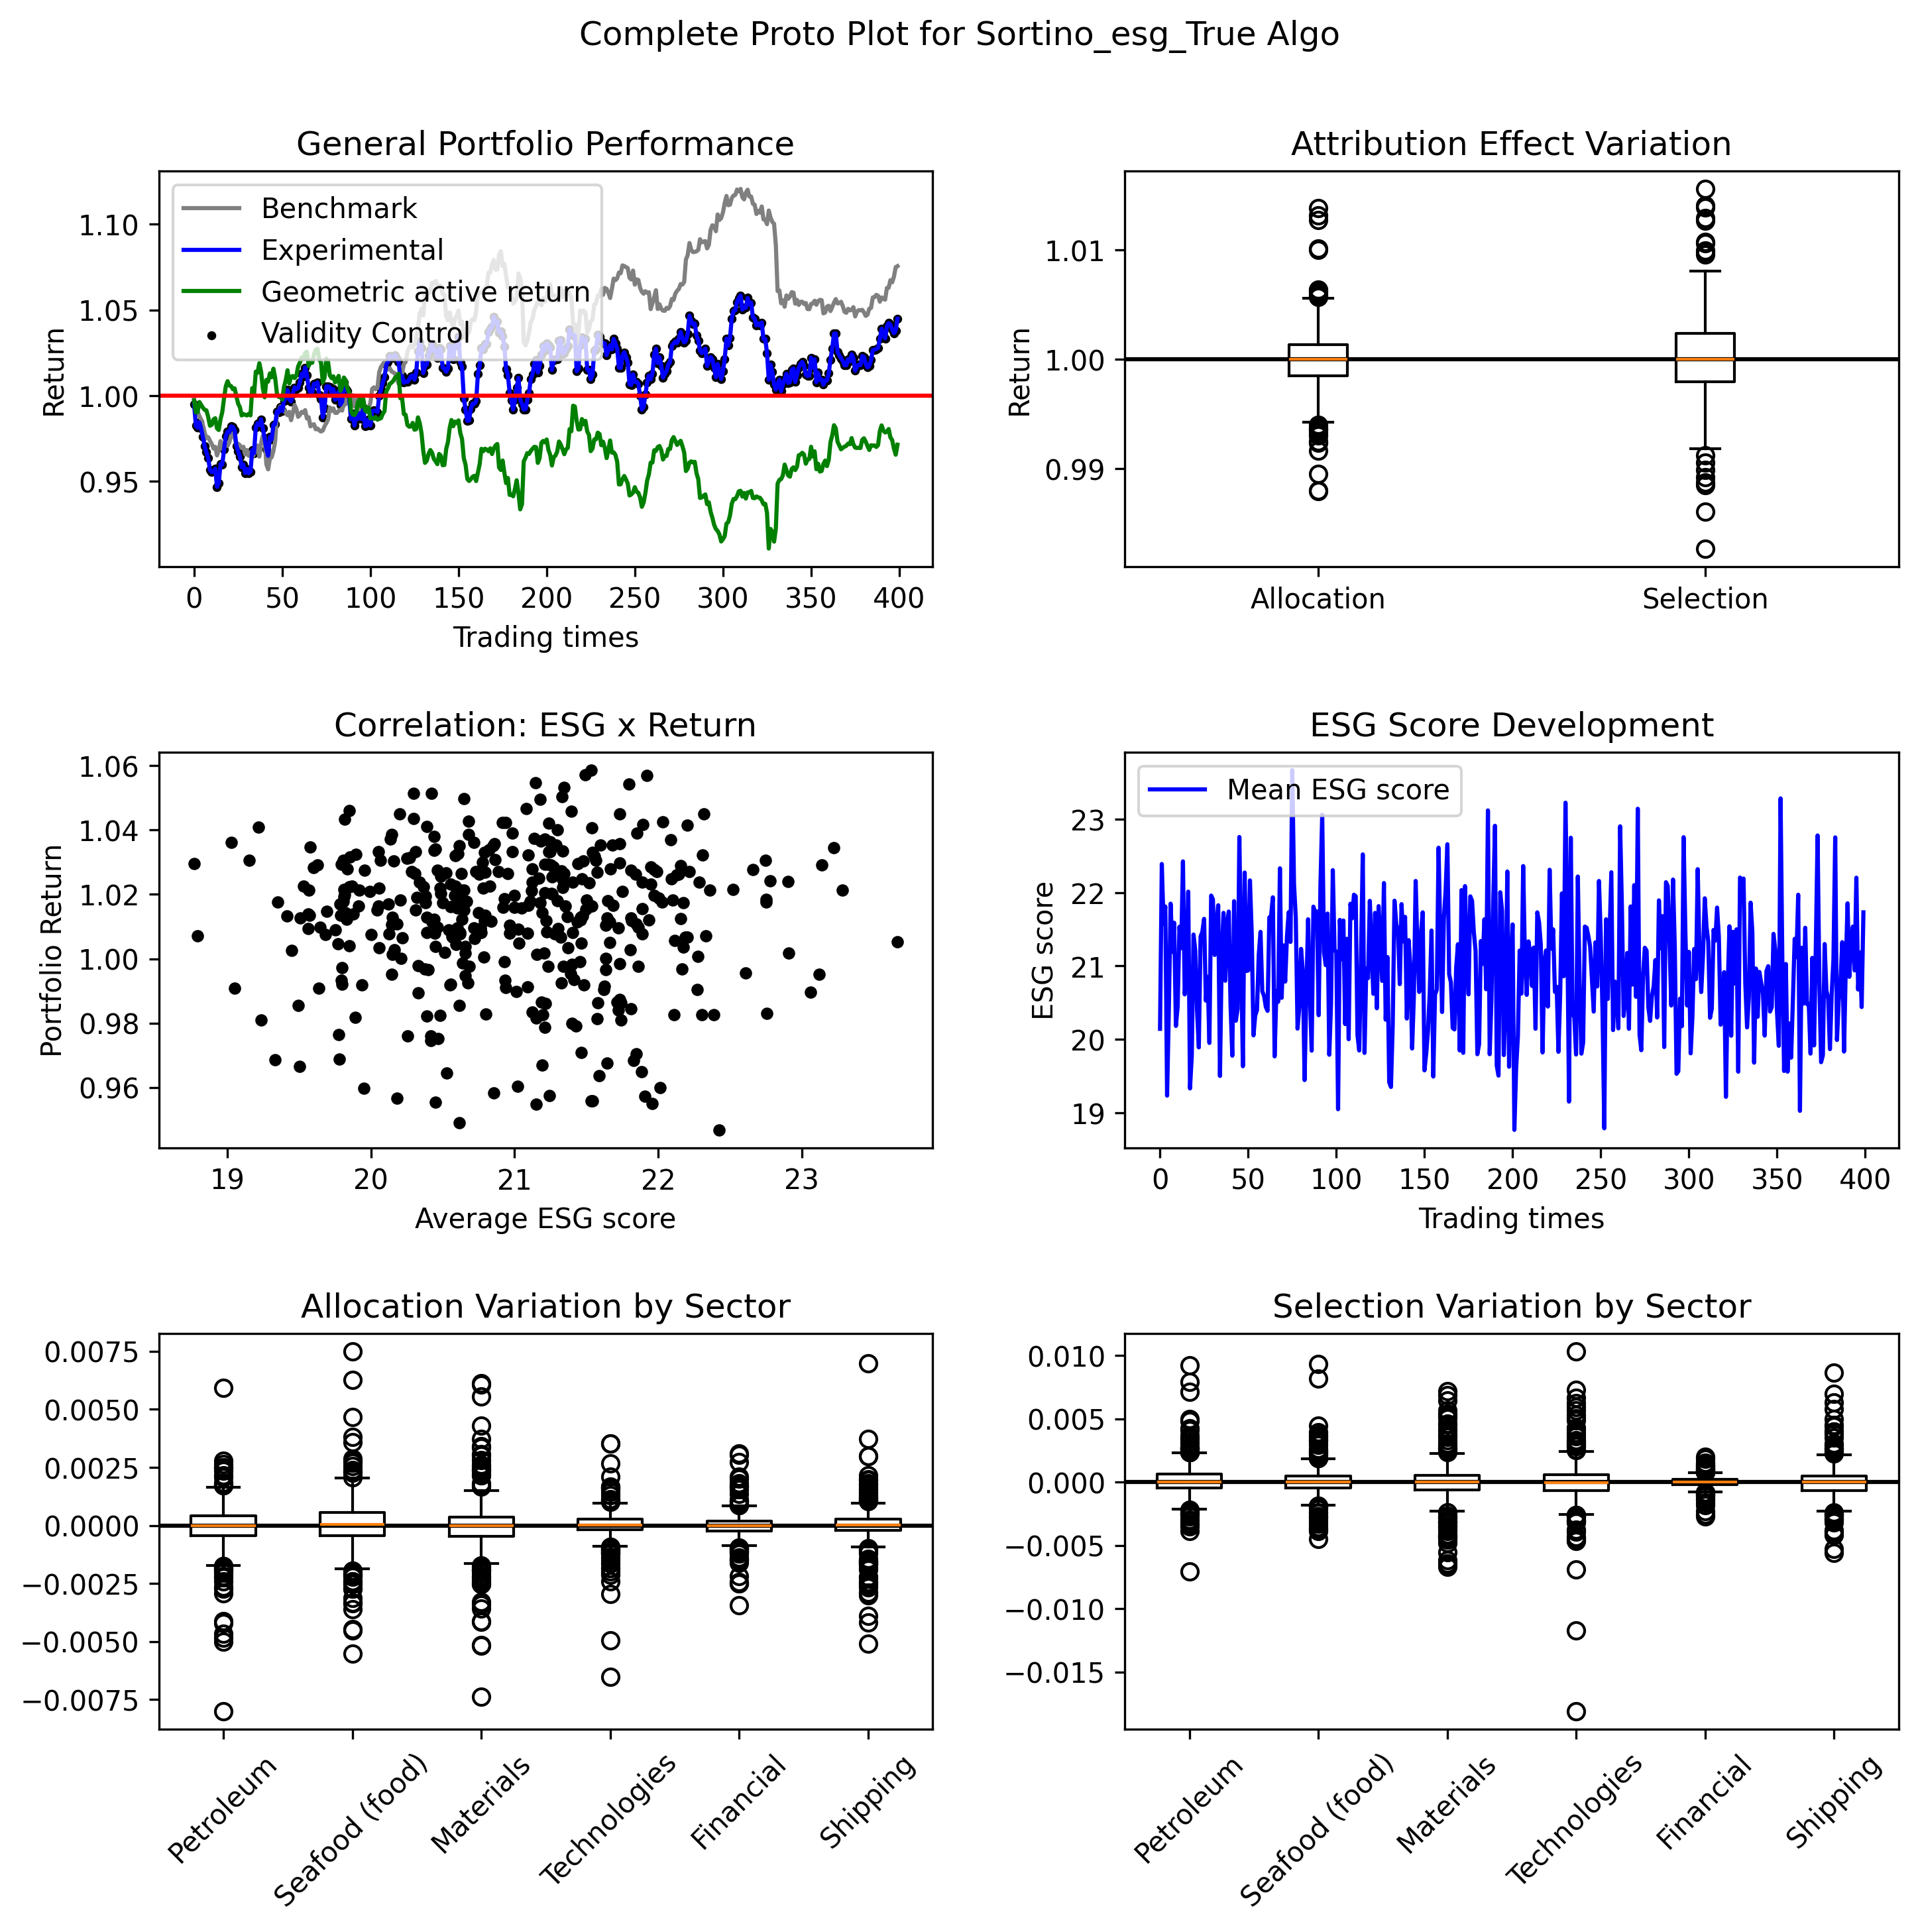 Complete Proto Plot for Sortino_esg_True Algo
General Portfolio Performance
Return
1.10
1.05
1.00
0.95
Benchmark
Experimental
Geometric active return
Validity Control
0 50 100 150 200 250 300 350 400
Trading times
Attribution Effect Variation
Return
1.01
1.00
0.99
Allocation Selection
Correlation: ESG x Return
Portfolio Return
1.06
1.04
1.02
1.00
0.98
0.96
19 20 21 22 23
Average ESG score
ESG Score Development
ESG score
23
22
21
20
19
Mean ESG score
0 50 100 150 200 250 300 350 400
Trading times
Allocation Variation by Sector
0.0075
0.0050
0.0025
0.0000
−0.0025
−0.0050
−0.0075
Petroleum
Seafood (food)
Materials
Technologies
Financial
Shipping
Selection Variation by Sector
0.010
0.005
0.000
−0.005
−0.010
−0.015
Petroleum
Seafood (food)
Materials
Technologies
Financial
Shipping